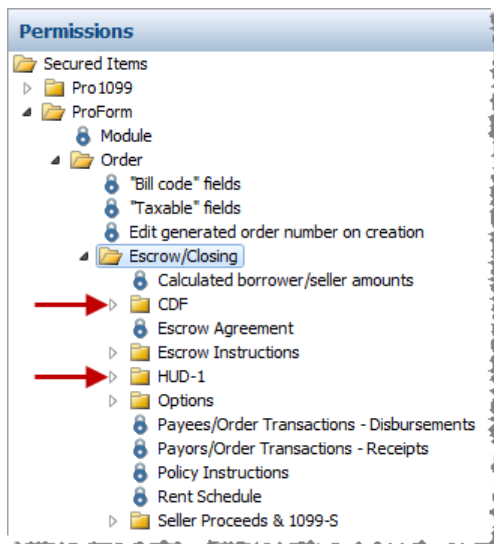 Permissions
Secured Items
Pro1099
ProForm
Module
Order
"Bill code" fields
"Taxable" fields
Edit generated order number on creation
Escrow/Closing
Calculated borrower/seller amounts
CDF
Escrow Agreement
Escrow Instructions
HUD-1
Options
Payees/Order Transactions - Disbursements
Payors/Order Transactions - Receipts
Policy Instructions
Rent Schedule
Seller Proceeds & 1099-S